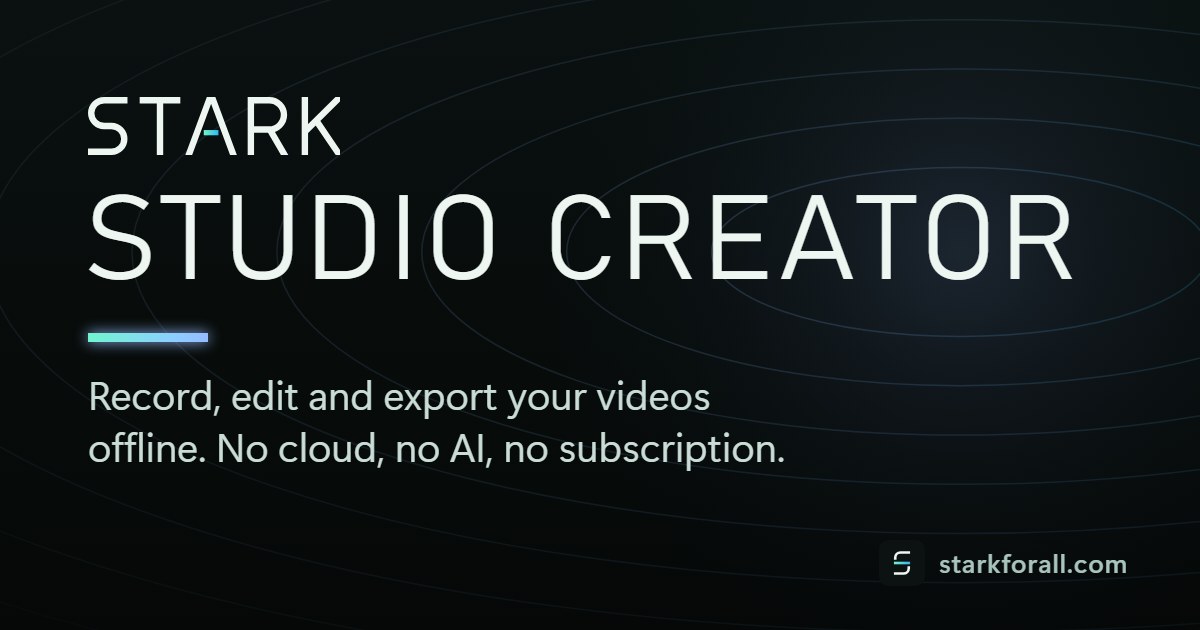 STARK
STUDIO CREATOR
Record, edit and export your videos
offline. No cloud, no AI, no subscription.
starkforall.com